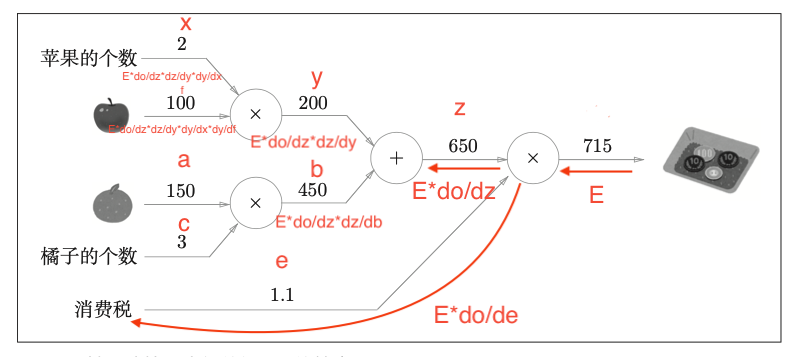 x
苹果的个数
2
E*do/dz*dz/dy*dy/dx
f
y
100
200
E*do/dz*dz/dy*dy/dx*dy/df
×
E*do/dz*dz/dy
z
+
650
×
715
E*do/dz
E
a
b
150
×
450
c
E*do/dz*dz/db
3
橘子的个数
e
消费税
1.1
E*do/de